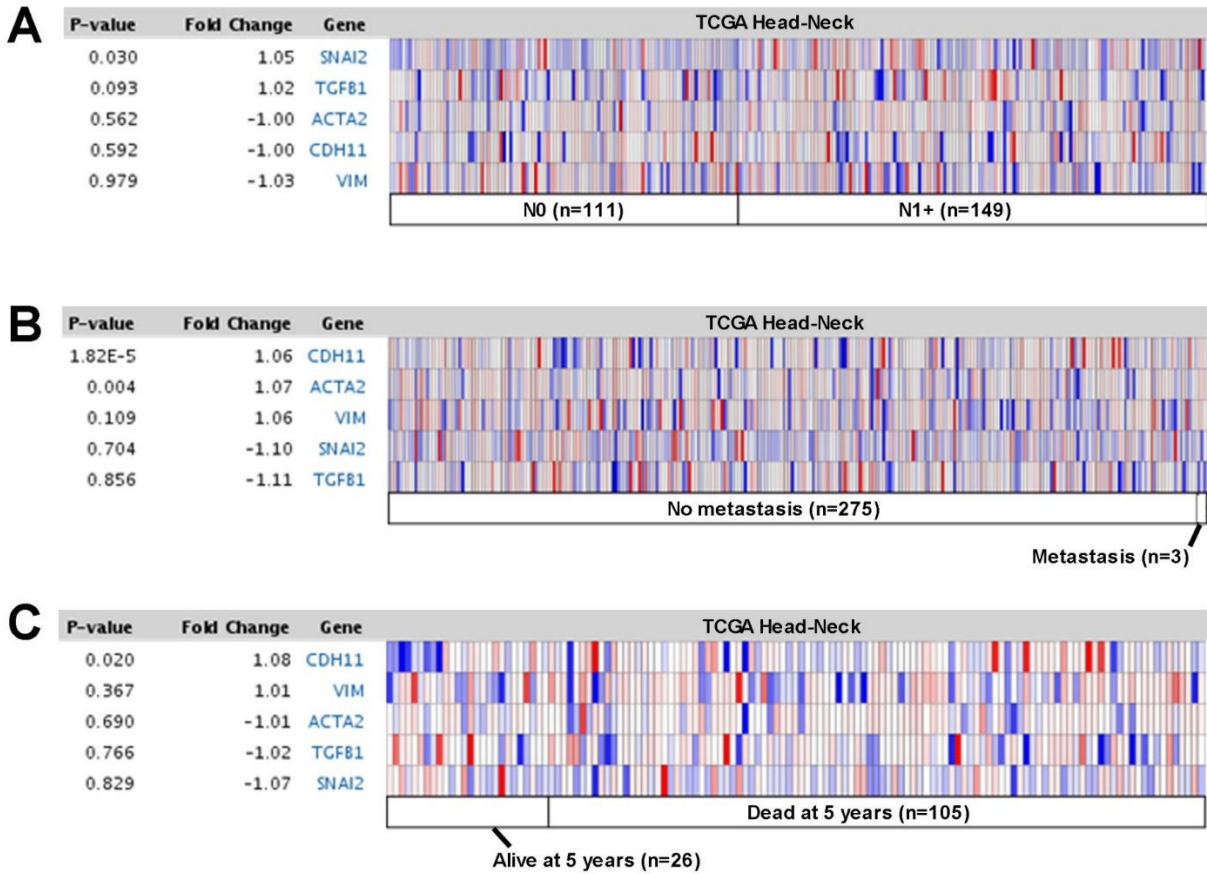 A
P-value Fold Change Gene TCGA Head-Neck
0.030 1.05 SNAI2
0.093 1.02 TGFB1
0.562 -1.00 ACTA2
0.592 -1.00 CDH11
0.979 -1.03 VIM
N0 (n=111) N1+ (n=149)
B
P-value Fold Change Gene TCGA Head-Neck
1.82E-5 1.06 CDH11
0.004 1.07 ACTA2
0.109 1.06 VIM
0.704 -1.10 SNAI2
0.856 -1.11 TGFB1
No metastasis (n=275)
Metastasis (n=3)
C
P-value Fold Change Gene TCGA Head-Neck
0.020 1.08 CDH11
0.367 1.01 VIM
0.690 -1.01 ACTA2
0.766 -1.02 TGFB1
0.829 -1.07 SNAI2
Dead at 5 years (n=105)
Alive at 5 years (n=26)